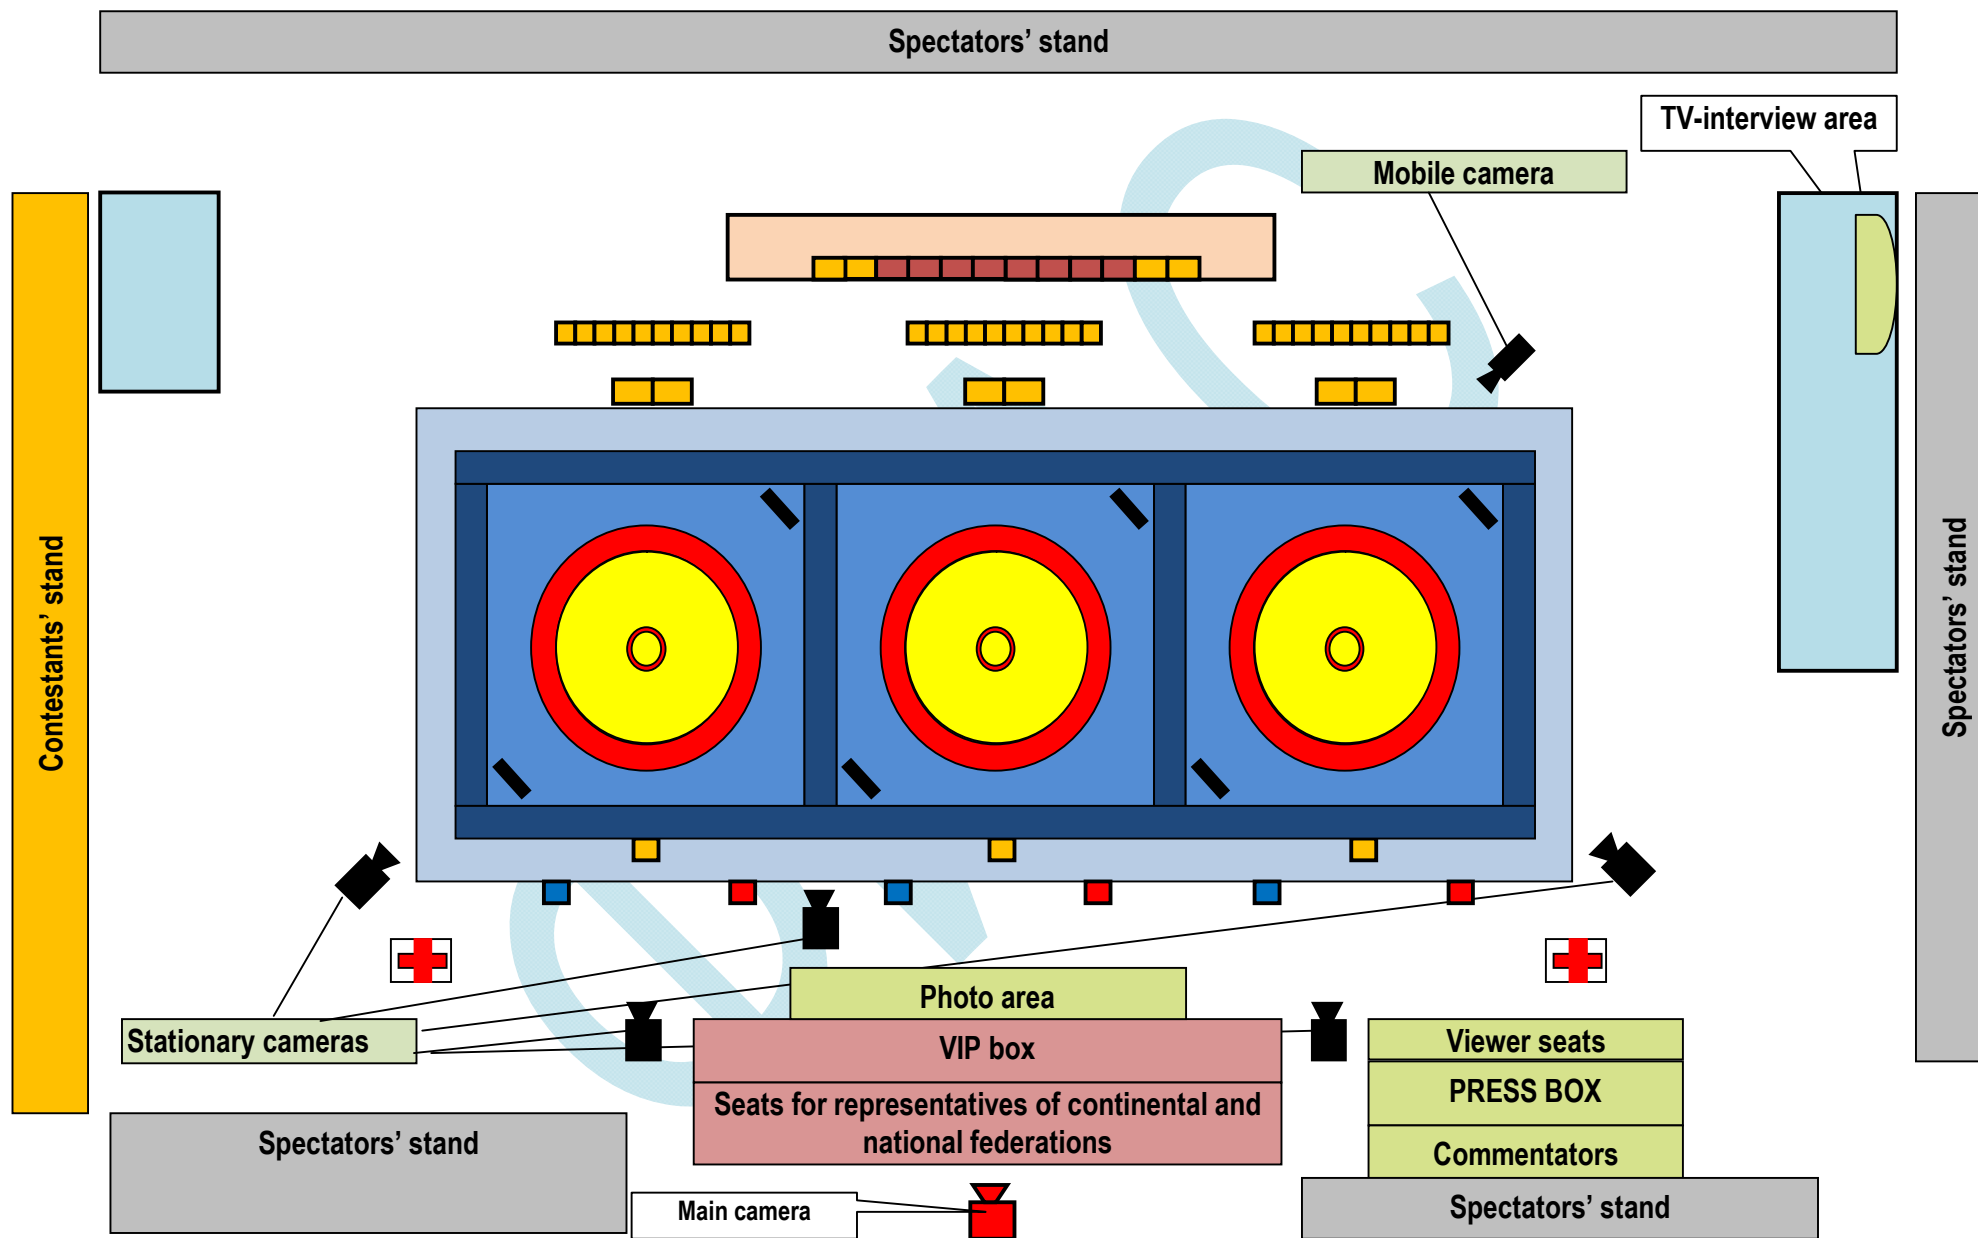 Spectators’ stand
TV-interview area
Mobile camera
Contestants’ stand
Spectators’ stand
Photo area
Stationary cameras
VIP box
Viewer seats
PRESS BOX
Seats for representatives of continental and
national federations
Spectators’ stand
Commentators
Main camera
Spectators’ stand